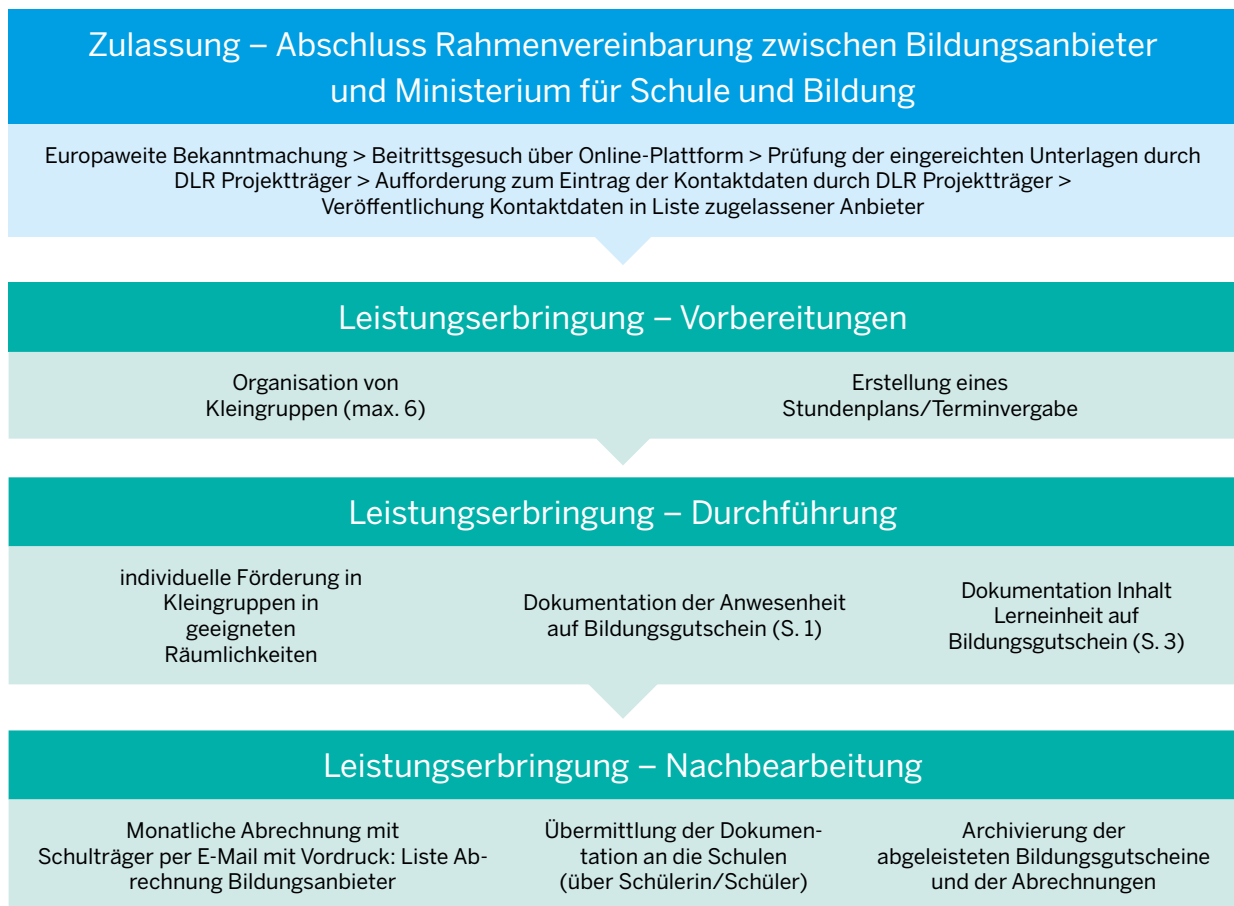 Zulassung – Abschluss Rahmenvereinbarung zwischen Bildungsanbieter
und Ministerium für Schule und Bildung
Europaweite Bekanntmachung > Beitrittsgesuch über Online-Plattform > Prüfung der eingereichten Unterlagen durch
DLR Projektträger > Aufforderung zum Eintrag der Kontaktdaten durch DLR Projektträger >
Veröffentlichung Kontaktdaten in Liste zugelassener Anbieter
Leistungserbringung – Vorbereitungen
Organisation von
Kleingruppen (max. 6)
Erstellung eines
Stundenplans/Terminvergabe
Leistungserbringung – Durchführung
individuelle Förderung in
Kleingruppen in
geeigneten
Räumlichkeiten
Dokumentation der Anwesenheit
auf Bildungsgutschein (S. 1)
Dokumentation Inhalt
Lerneinheit auf
Bildungsgutschein (S. 3)
Leistungserbringung – Nachbearbeitung
Monatliche Abrechnung mit
Schulträger per E-Mail mit Vordruck: Liste Ab-
rechnung Bildungsanbieter
Übermittlung der Dokumen-
tation an die Schulen
(über Schülerin/Schüler)
Archivierung der
abgeleisteten Bildungsgutscheine
und der Abrechnungen